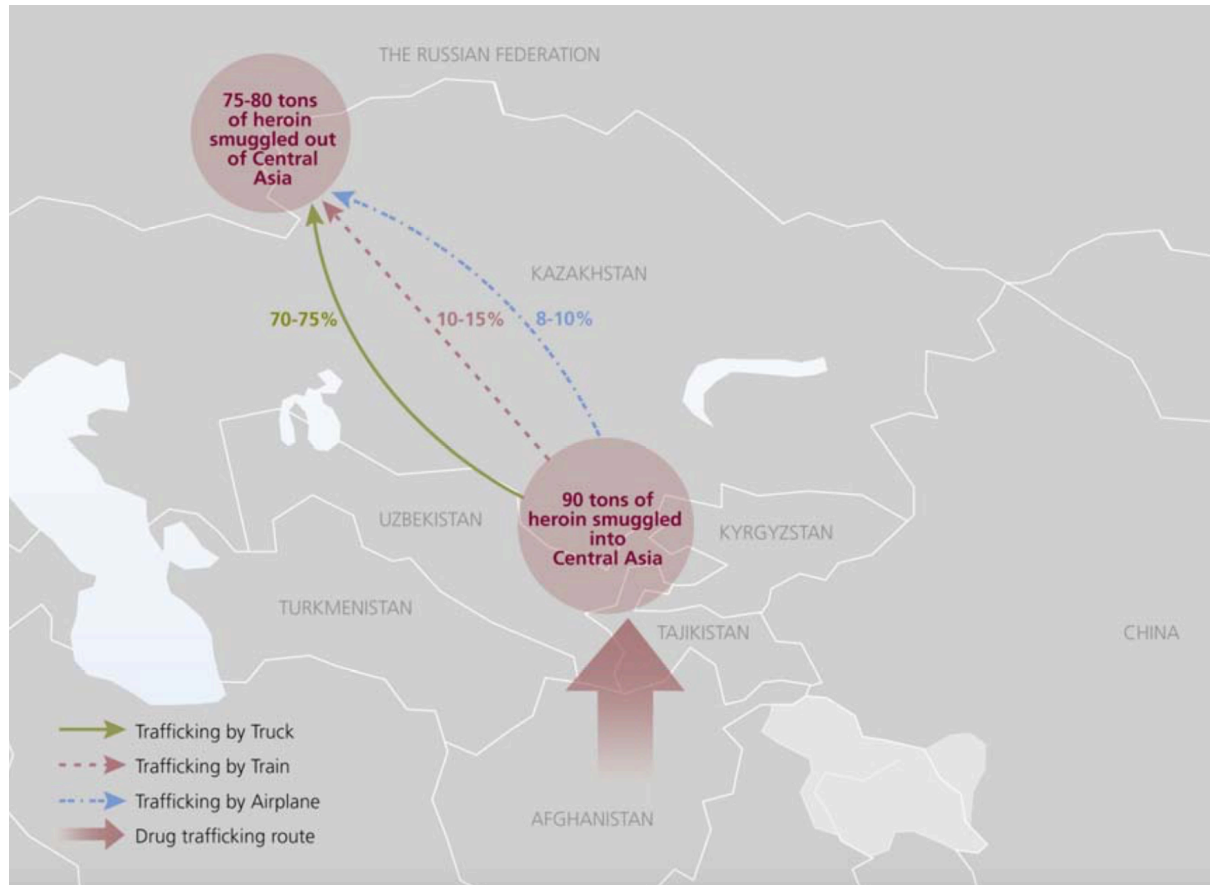 THE RUSSIAN FEDERATION
75-80 tons
of heroin
smuggled out
of Central
Asia
KAZAKHSTAN
70-75%
10-15%
8-10%
90 tons of
heroin smuggled
into
Central Asia
UZBEKISTAN
KYRGYZSTAN
TURKMENISTAN
TAJIKISTAN
CHINA
Trafficking by Truck
Trafficking by Train
Trafficking by Airplane
Drug trafficking route
AFGHANISTAN